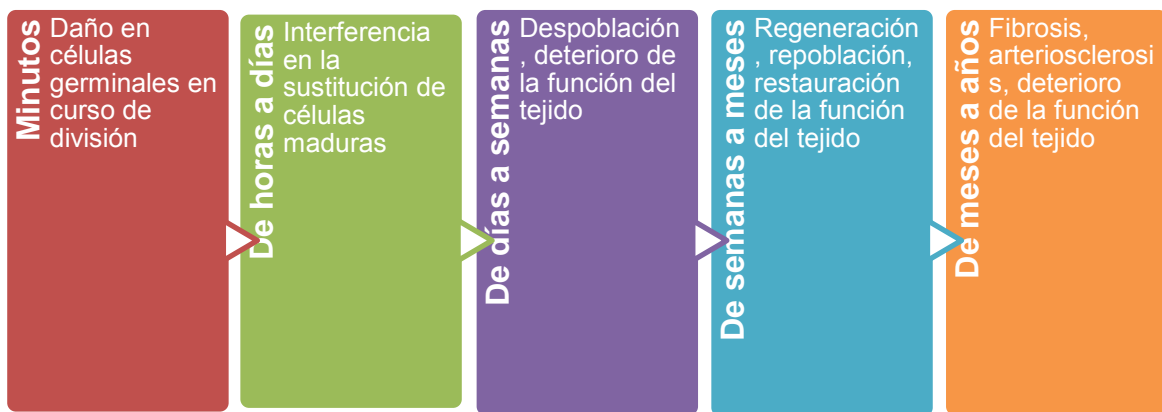 Minutos
Daño en
células
germinales en
curso de
división
De horas a días
Interferencia
en la
sustitución de
células
maduras
De días a semanas
Despoblación
, deterioro de
la función del
tejido
De semanas a meses
Regeneración
, repoblación,
restauración
de la función
del tejido
De meses a años
Fibrosis,
arteriosclerosi
s, deterioro
de la función
del tejido